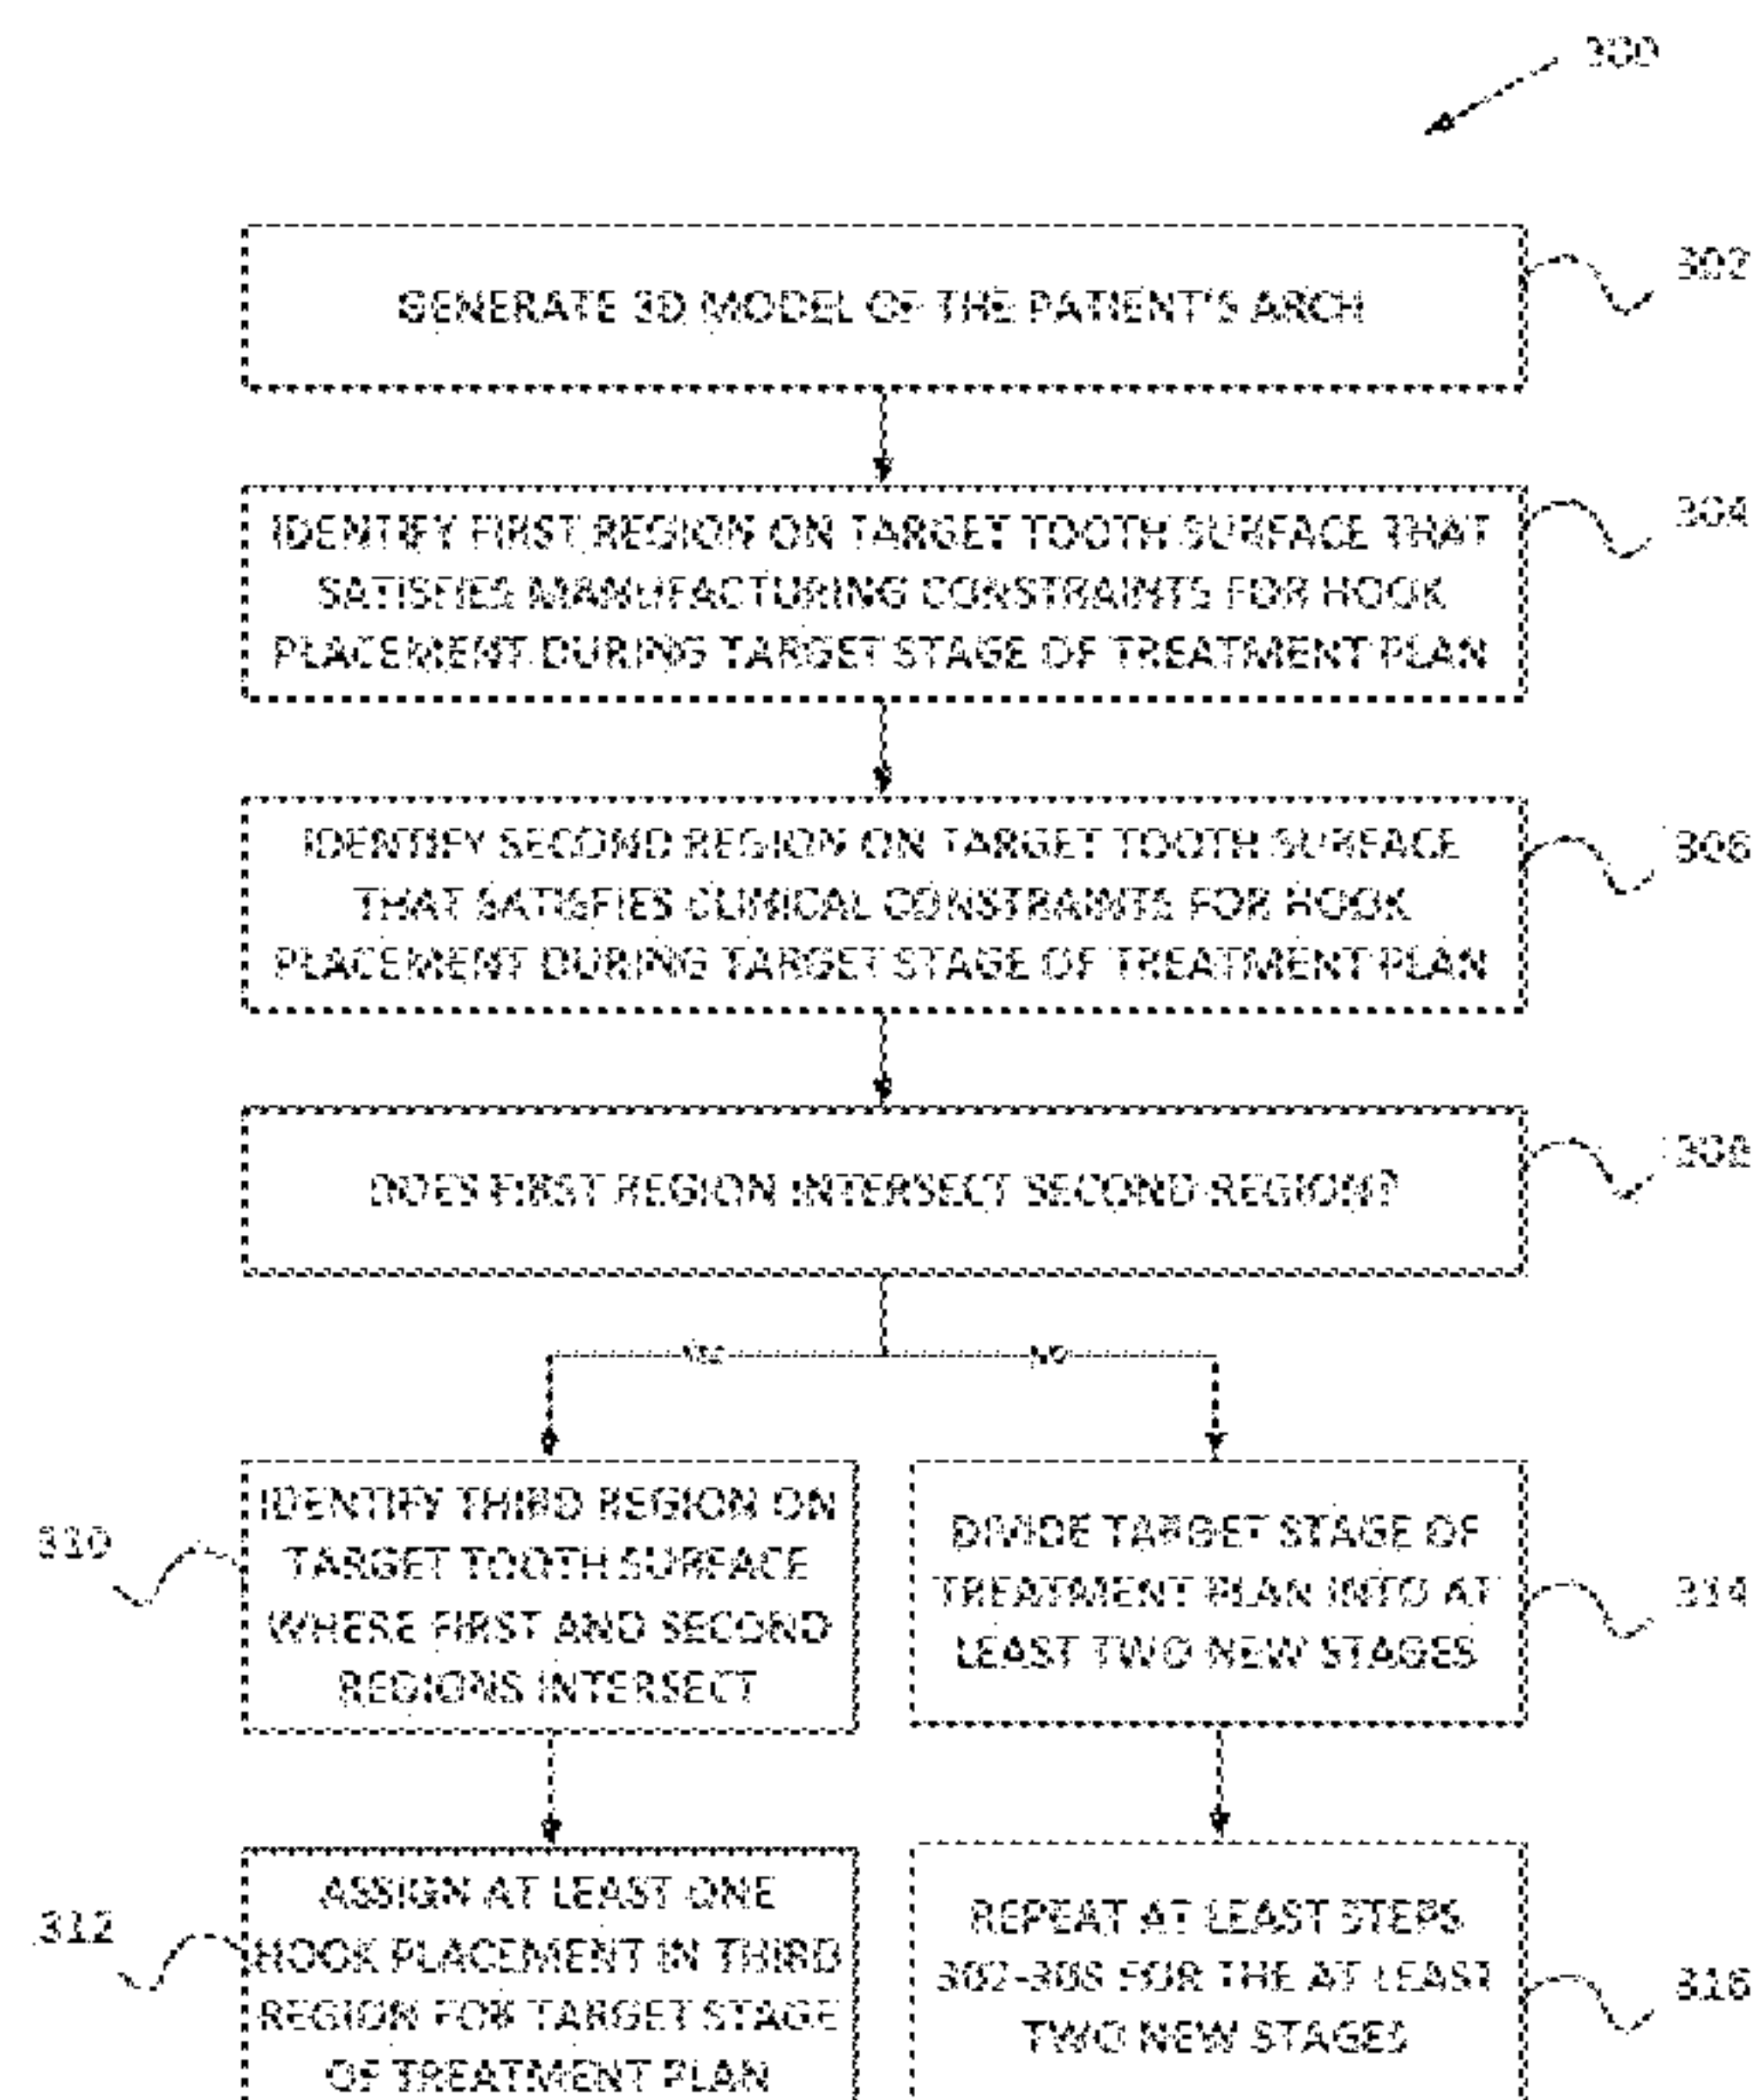 300
GENERATE 3D MODEL OF THE PATIENT'S ARCH
302
IDENTIFY FIRST REGION ON TARGET TOOTH SURFACE THAT
SATISFIES MANUFACTURING CONSTRAINTS FOR HOOK
PLACEMENT DURING TARGET STAGE OF TREATMENT PLAN
304
IDENTIFY SECOND REGION ON TARGET TOOTH SURFACE
THAT SATISFIES CLINICAL CONSTRAINTS FOR HOOK
PLACEMENT DURING TARGET STAGE OF TREATMENT PLAN
306
DOES FIRST REGION INTERSECT SECOND REGION?
308
YES
NO
310
IDENTIFY THIRD REGION ON
TARGET TOOTH SURFACE
WHERE FIRST AND SECOND
REGIONS INTERSECT
DIVIDE TARGET STAGE OF
TREATMENT PLAN INTO AT
LEAST TWO NEW STAGES
314
312
ASSIGN AT LEAST ONE
HOOK PLACEMENT IN THIRD
REGION FOR TARGET STAGE
OF TREATMENT PLAN
REPEAT AT LEAST STEPS
302-308 FOR THE AT LEAST
TWO NEW STAGES
316